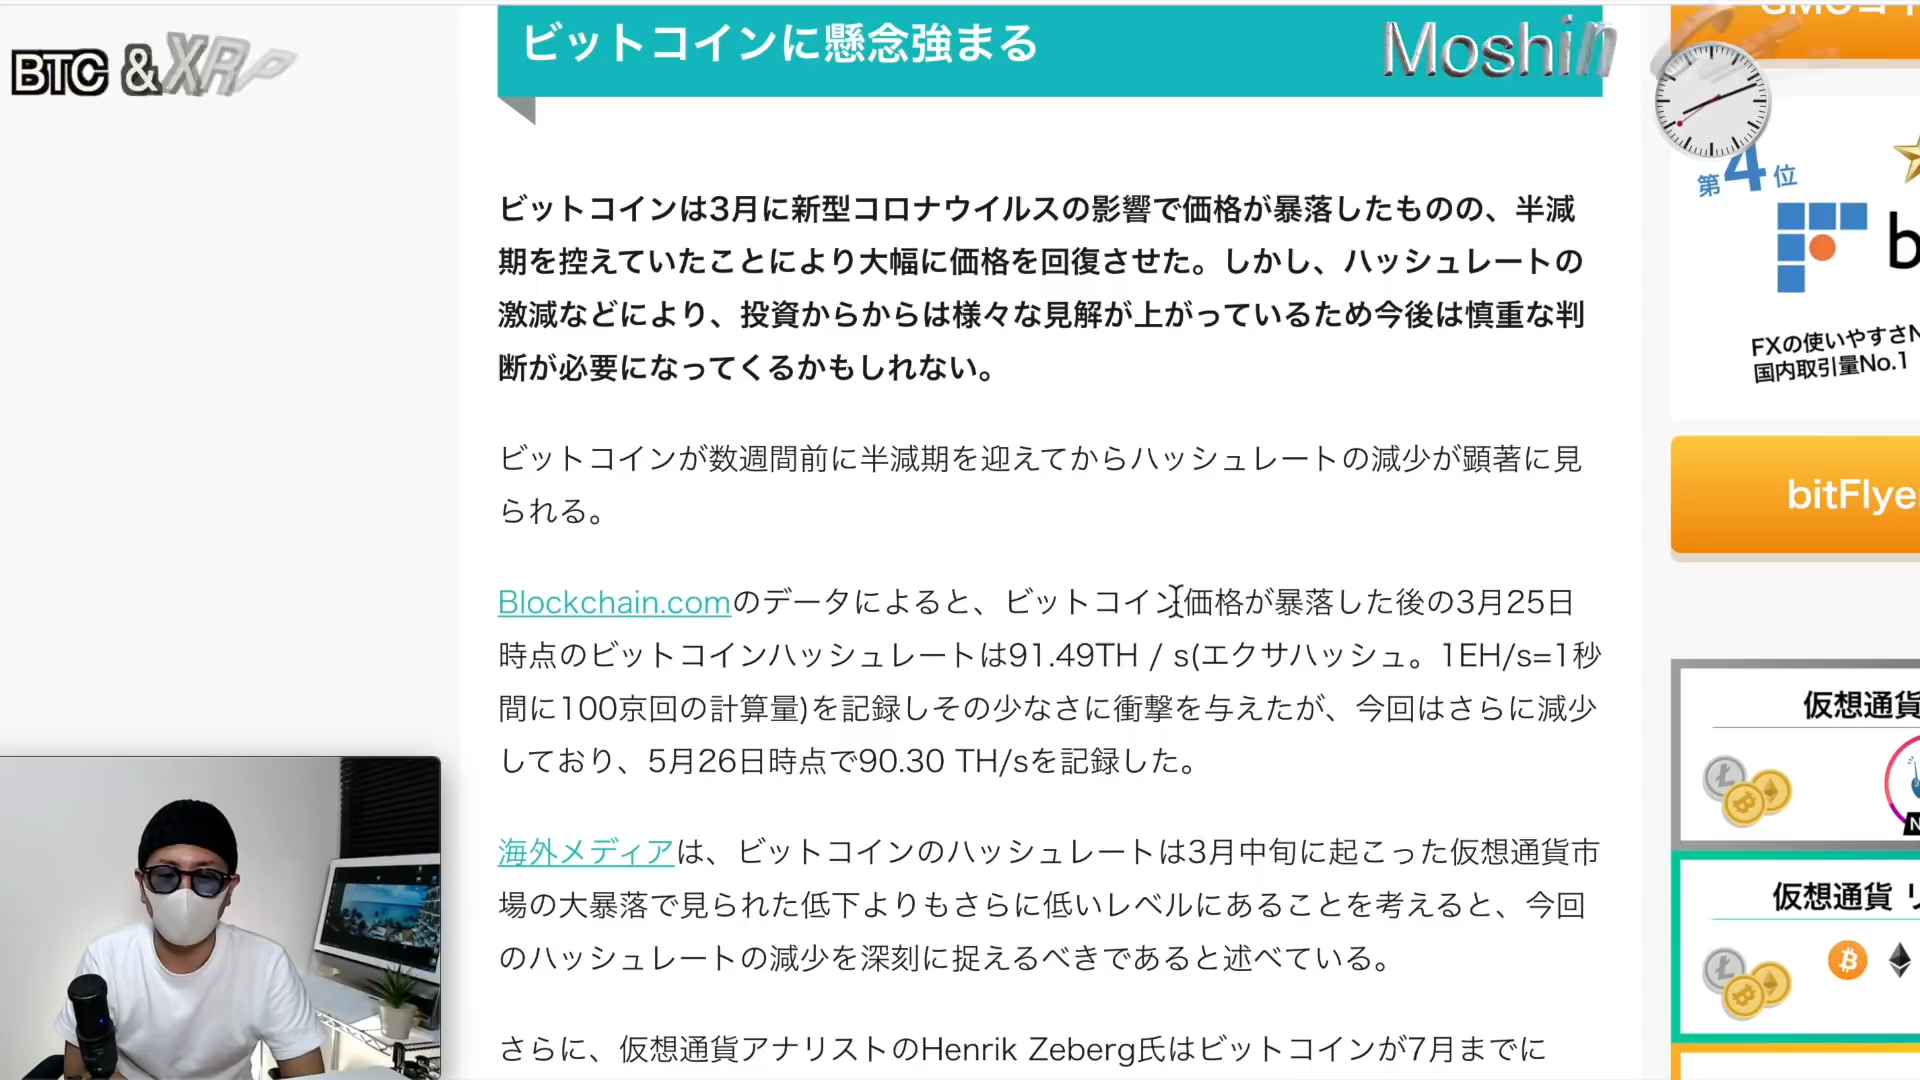 BTC &XRP
ビットコインに懸念強まる
Moshin
ビットコインは3月に新型コロナウイルスの影響で価格が暴落したものの、半減
期を控えていたことにより大幅に価格を回復させた。しかし、ハッシュレートの
激減などにより、投資からからは様々な見解が上がっているため今後は慎重な判
断が必要になってくるかもしれない。
ビットコインが数週間前に半減期を迎えてからハッシュレートの減少が顕著に見
られる。
Blockchain.comのデータによると、ビットコイン価格が暴落した後の3月25日
時点のビットコインハッシュレートは91.49TH / s(エクサハッシュ。1EH/s=1秒
間に100京回の計算量)を記録しその少なさに衝撃を与えたが、今回はさらに減少
しており、5月26日時点で90.30 TH/sを記録した。
海外メディアは、ビットコインのハッシュレートは3月中旬に起こった仮想通貨市
場の大暴落で見られた低下よりもさらに低いレベルにあることを考えると、今回
のハッシュレートの減少を深刻に捉えるべきであると述べている。
さらに、仮想通貨アナリストのHenrik Zeberg氏はビットコインが7月までに
GMOコイ
第4位
b
FXの使いやすさN
国内取引量No.1
bitFlye
仮想通貨
N
仮想通貨 リ